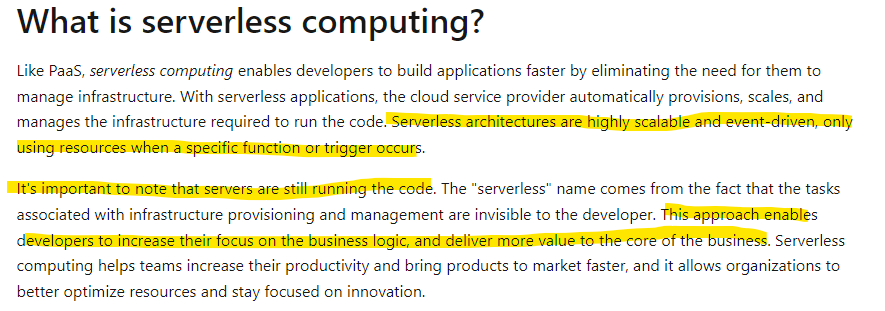 What is serverless computing?
Like PaaS, serverless computing enables developers to build applications faster by eliminating the need for them to
manage infrastructure. With serverless applications, the cloud service provider automatically provisions, scales, and
manages the infrastructure required to run the code. Serverless architectures are highly scalable and event-driven, only
using resources when a specific function or trigger occurs.
It's important to note that servers are still running the code. The "serverless" name comes from the fact that the tasks
associated with infrastructure provisioning and management are invisible to the developer. This approach enables
developers to increase their focus on the business logic, and deliver more value to the core of the business. Serverless
computing helps teams increase their productivity and bring products to market faster, and it allows organizations to
better optimize resources and stay focused on innovation.